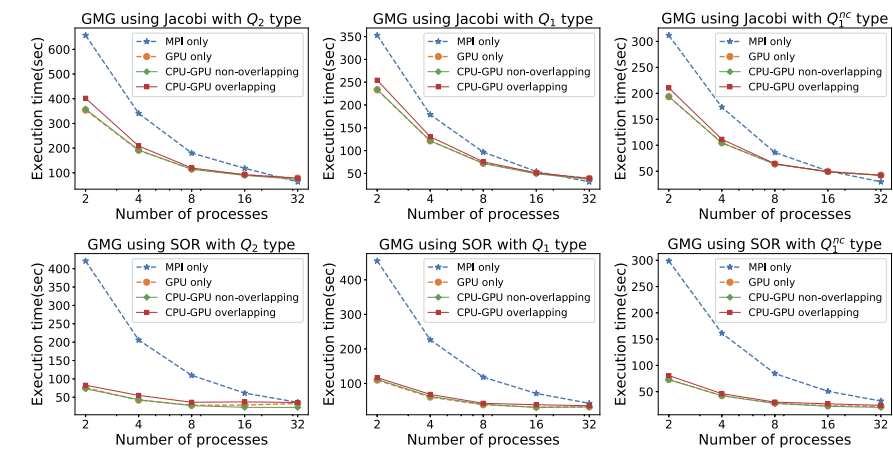 GMG using Jacobi with Q₂ type
Execution time(sec)
600
500
400
300
200
100
MPI only
GPU only
CPU-GPU non-overlapping
CPU-GPU overlapping
2 4 8 16 32
Number of processes
GMG using Jacobi with Q₁ type
Execution time(sec)
350
300
250
200
150
100
50
MPI only
GPU only
CPU-GPU non-overlapping
CPU-GPU overlapping
2 4 8 16 32
Number of processes
GMG using Jacobi with Q₁ⁿᶜ type
Execution time(sec)
300
250
200
150
100
50
MPI only
GPU only
CPU-GPU non-overlapping
CPU-GPU overlapping
2 4 8 16 32
Number of processes
GMG using SOR with Q₂ type
Execution time(sec)
400
350
300
250
200
150
100
50
MPI only
GPU only
CPU-GPU non-overlapping
CPU-GPU overlapping
2 4 8 16 32
Number of processes
GMG using SOR with Q₁ type
Execution time(sec)
400
300
200
100
MPI only
GPU only
CPU-GPU non-overlapping
CPU-GPU overlapping
2 4 8 16 32
Number of processes
GMG using SOR with Q₁ⁿᶜ type
Execution time(sec)
300
250
200
150
100
50
MPI only
GPU only
CPU-GPU non-overlapping
CPU-GPU overlapping
2 4 8 16 32
Number of processes